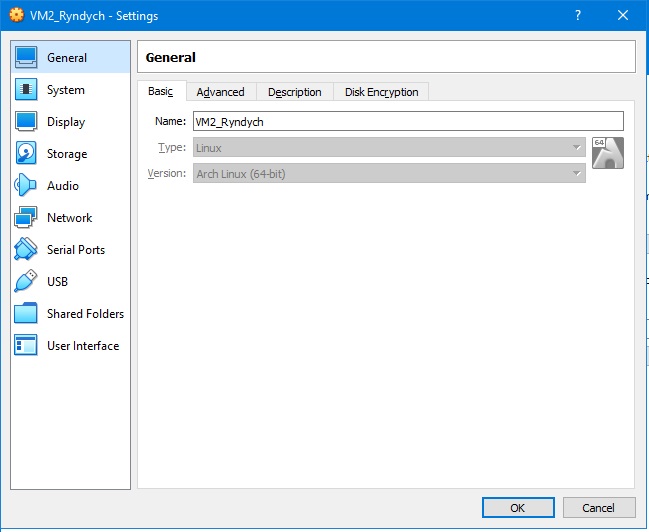 VM2_Ryndych - Settings
?
General
System
Display
Storage
Audio
Network
Serial Ports
USB
Shared Folders
User Interface
General
Basic Advanced Description Disk Encryption
Name: VM2_Ryndych
Type: Linux
64
Version: Arch Linux (64-bit)
OK Cancel